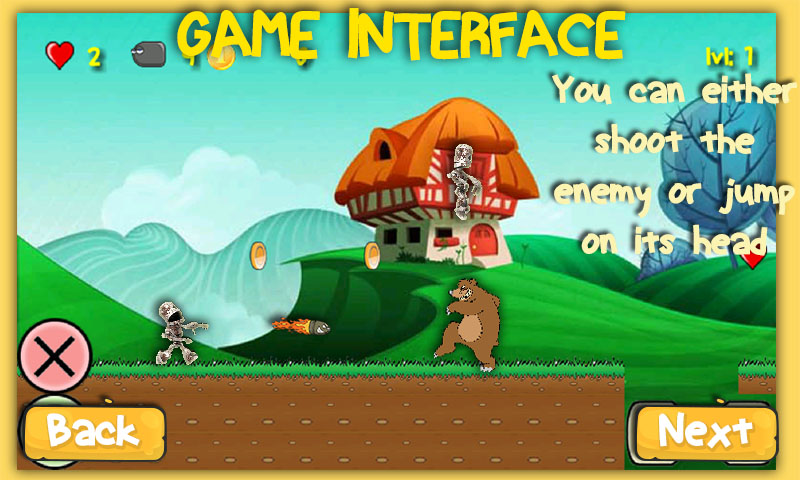 GAME INTERFACE
2
lvl: 1
You can either
shoot the
enemy or jump
on its head
X
Back
Next